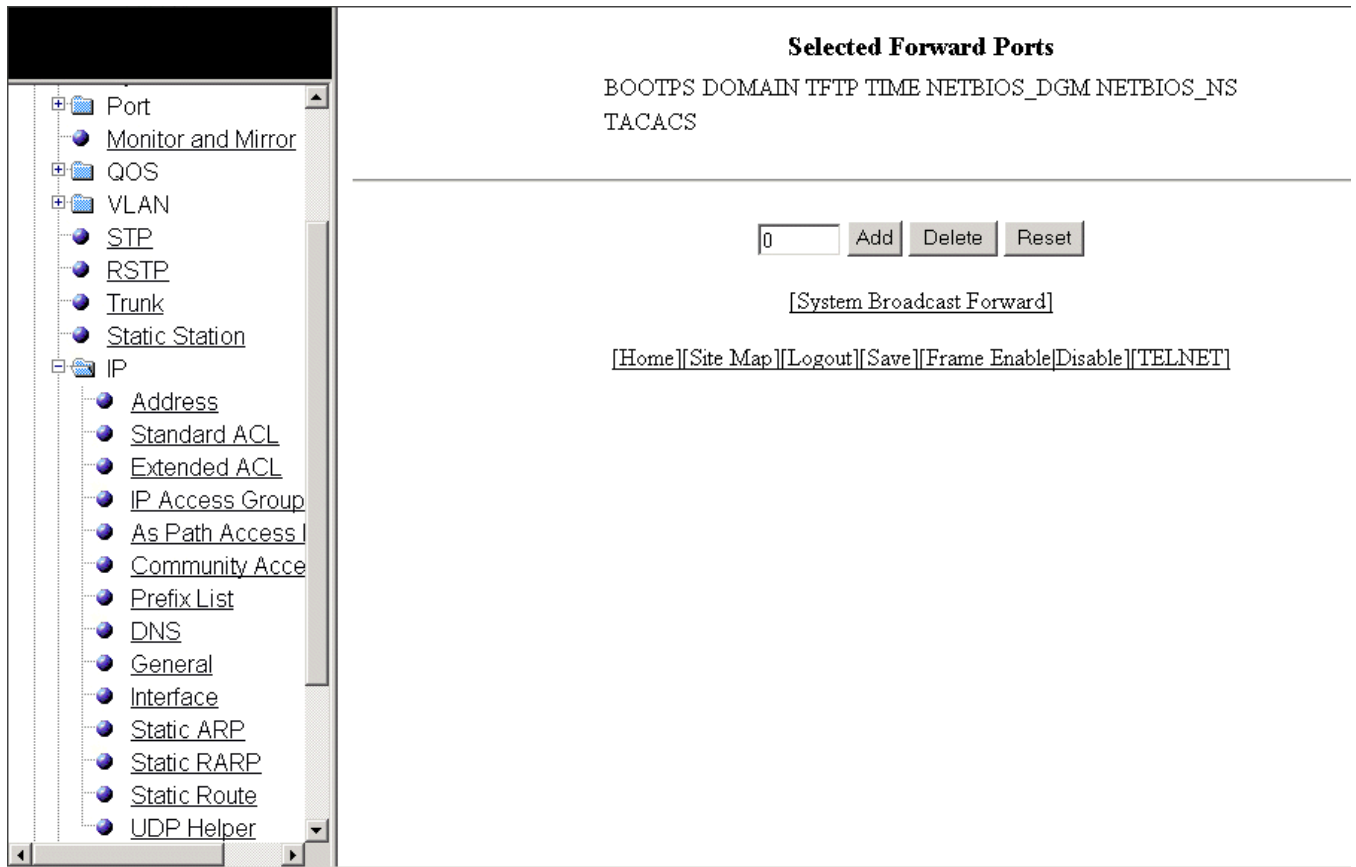 Port
Monitor and Mirror
QOS
VLAN
STP
RSTP
Trunk
Static Station
IP
Address
Standard ACL
Extended ACL
IP Access Group
As Path Access
Community Acce
Prefix List
DNS
General
Interface
Static ARP
Static RARP
Static Route
UDP Helper
Selected Forward Ports
BOOTPS DOMAIN TFTP TIME NETBIOS_DGM NETBIOS_NS
TACACS
0 Add Delete Reset
[System Broadcast Forward]
[Home][Site Map][Logout][Save][Frame Enable|Disable][TELNET]